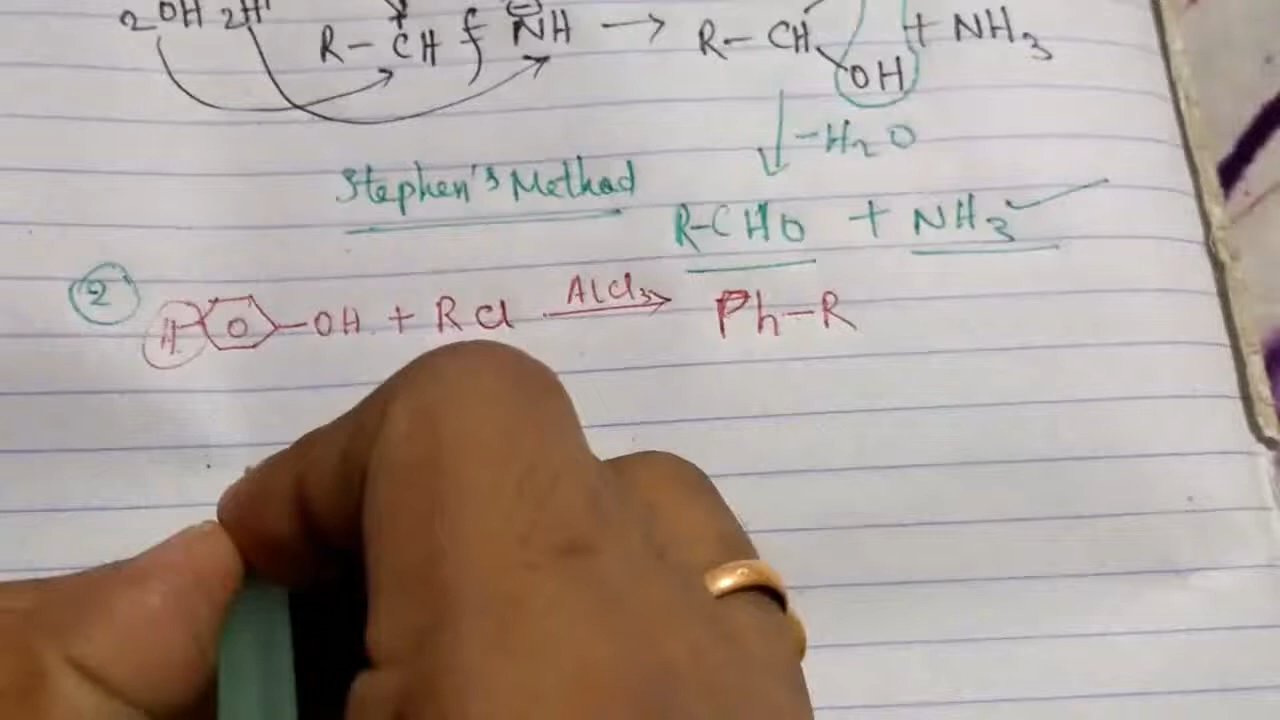 2OH 2H R-CH NH → R-CH OH + NH3
-H2O
Stephen's Method
R-CHO + NH3
2 H -OH + RCl AlCl3 → Ph-R